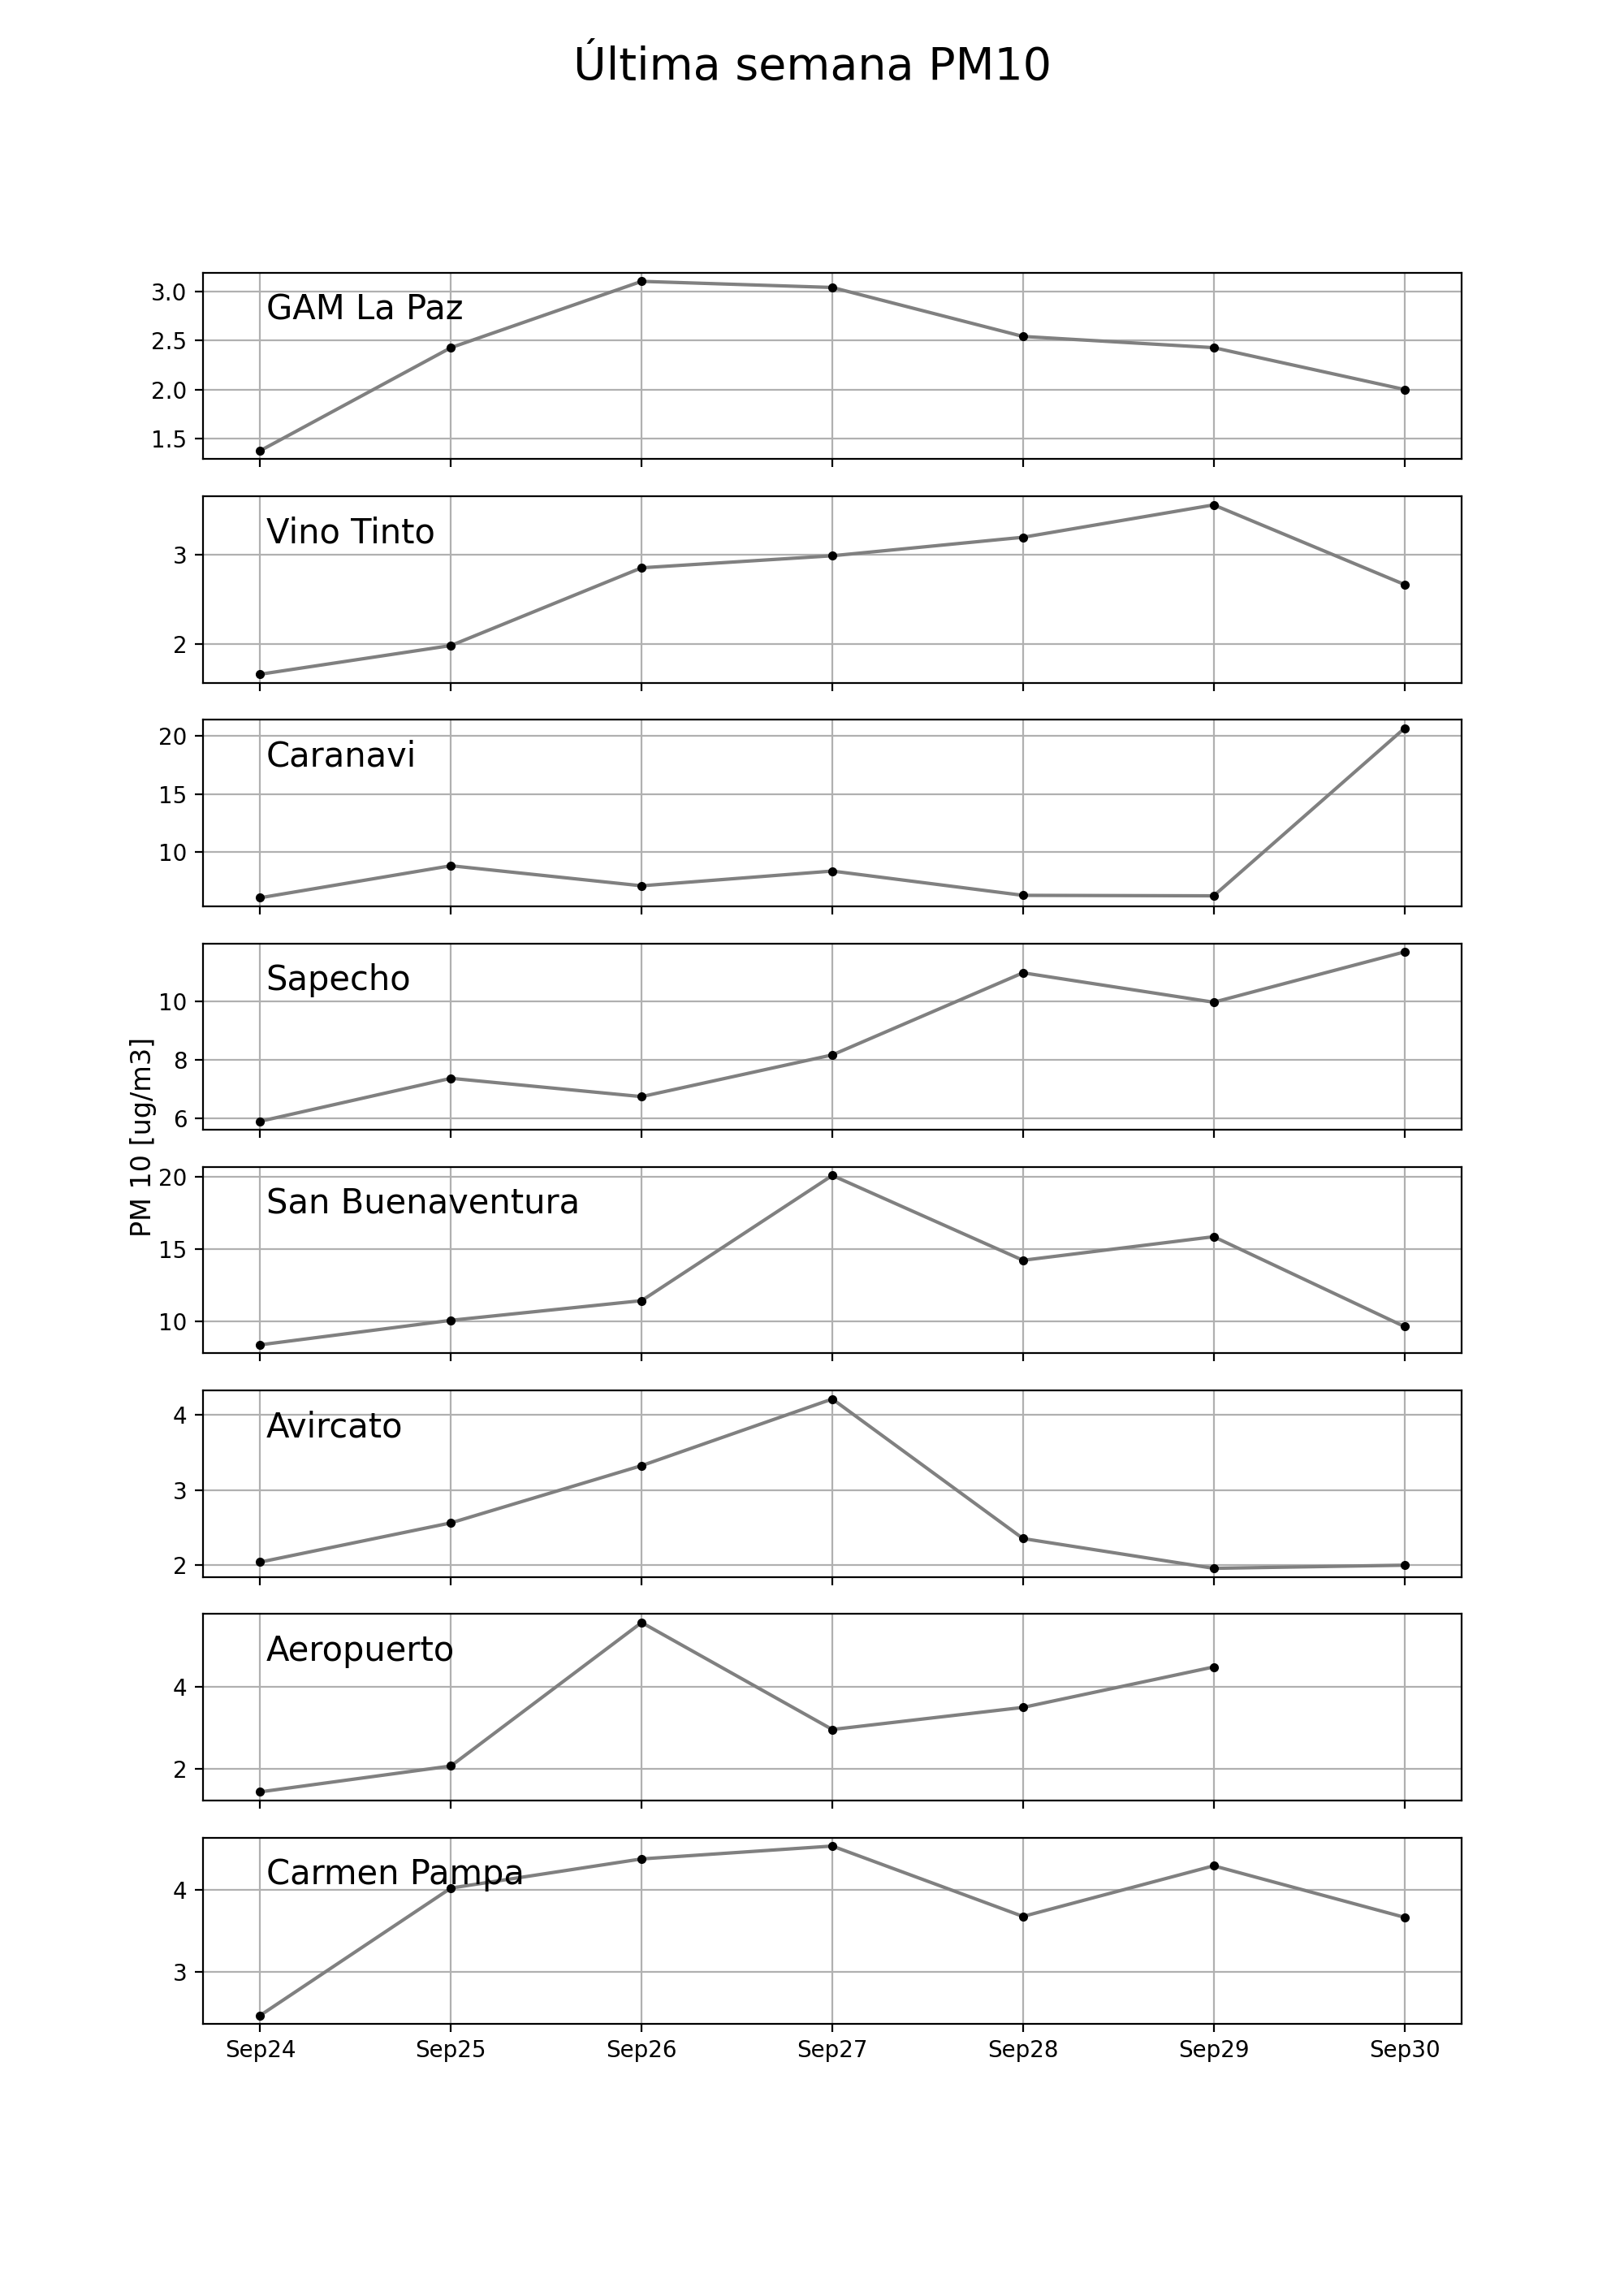 Última semana PM10
GAM La Paz
3.0
2.5
2.0
1.5
Vino Tinto
3
2
Caranavi
20
15
10
Sapecho
10
8
6
PM 10 [ug/m3]
San Buenaventura
20
15
10
Avircato
4
3
2
Aeropuerto
4
2
Carmen Pampa
4
3
Sep24 Sep25 Sep26 Sep27 Sep28 Sep29 Sep30